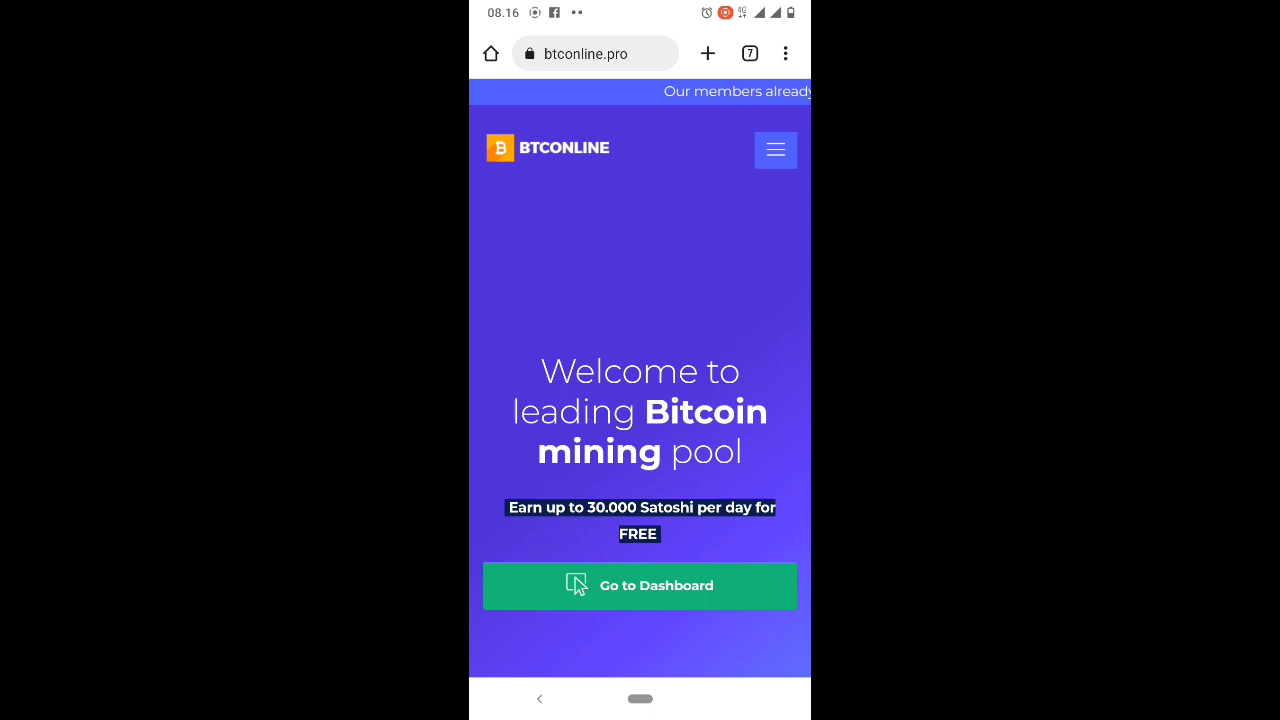 08.16
4G
btconline.pro
7
Our members already
BTCONLINE
Welcome to
leading Bitcoin
mining pool
Earn up to 30.000 Satoshi per day for
FREE
Go to Dashboard